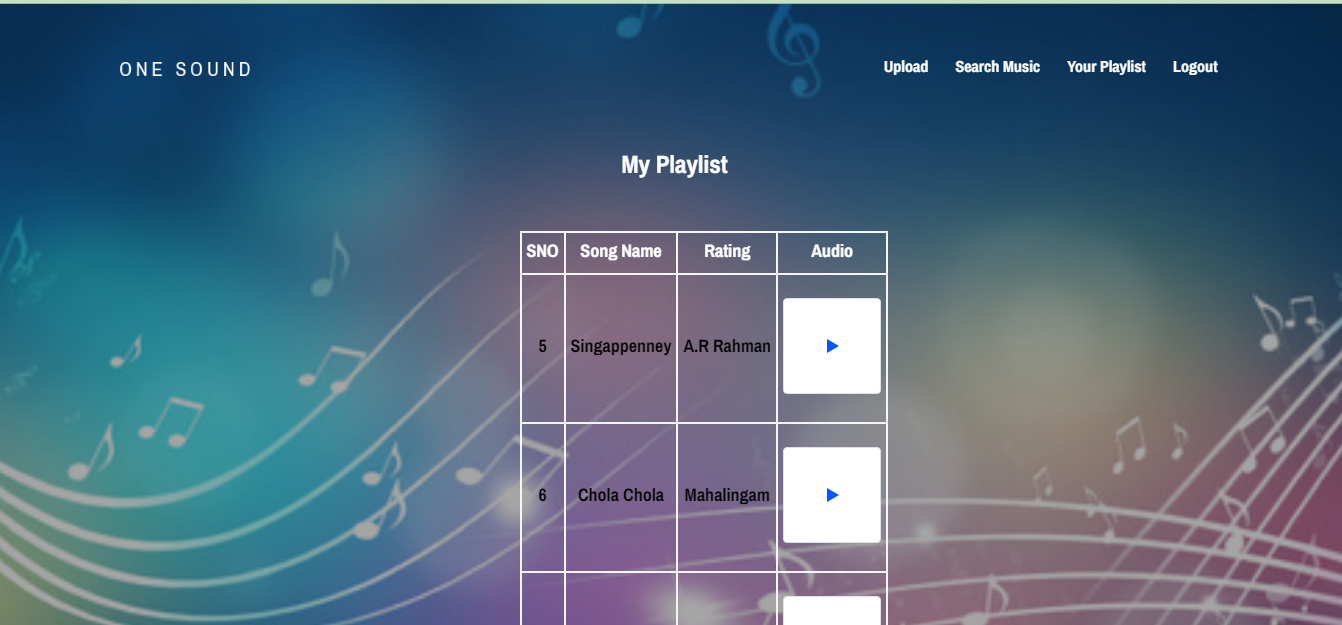 ONE SOUND
Upload Search Music Your Playlist Logout
My Playlist
SNO Song Name Rating Audio
5 Singappenney A.R Rahman
6 Chola Chola Mahalingam